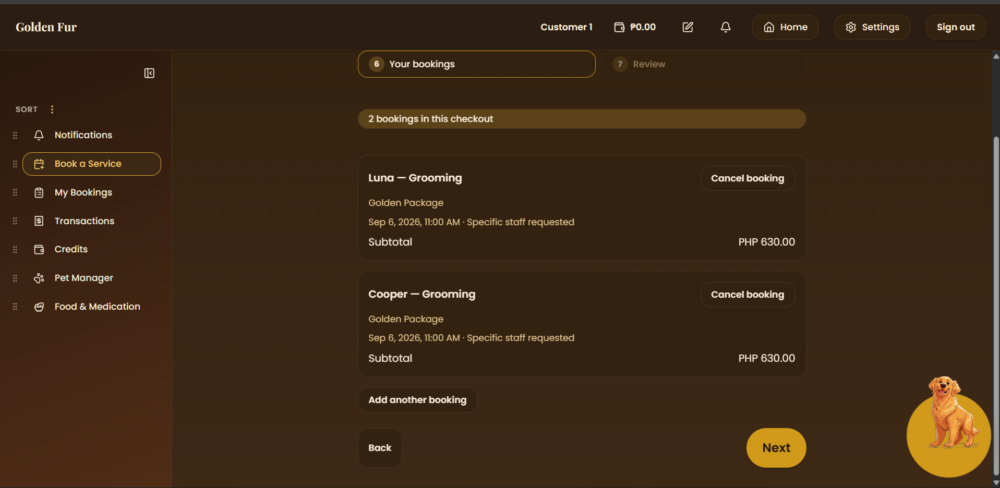 Golden Fur
Customer 1
₱0.00
Home
Settings
Sign out
SORT
Notifications
Book a Service
My Bookings
Transactions
Credits
Pet Manager
Food & Medication
6 Your bookings
7 Review
2 bookings in this checkout
Luna — Grooming
Cancel booking
Golden Package
Sep 6, 2026, 11:00 AM · Specific staff requested
Subtotal PHP 630.00
Cooper — Grooming
Cancel booking
Golden Package
Sep 6, 2026, 11:00 AM · Specific staff requested
Subtotal PHP 630.00
Add another booking
Back
Next